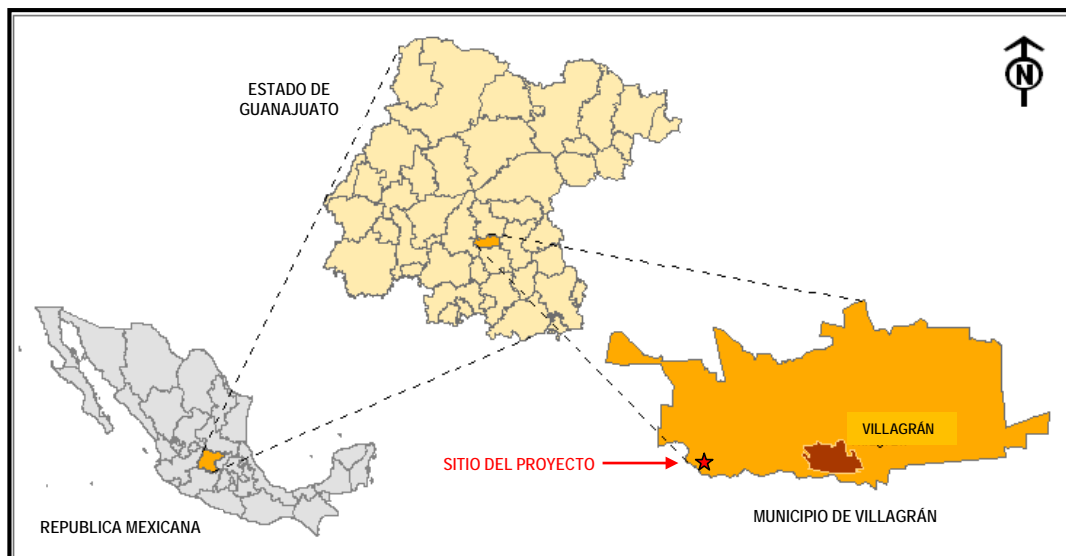 ESTADO DE
GUANAJUATO
N
VILLAGRÁN
SITIO DEL PROYECTO
REPUBLICA MEXICANA
MUNICIPIO DE VILLAGRÁN